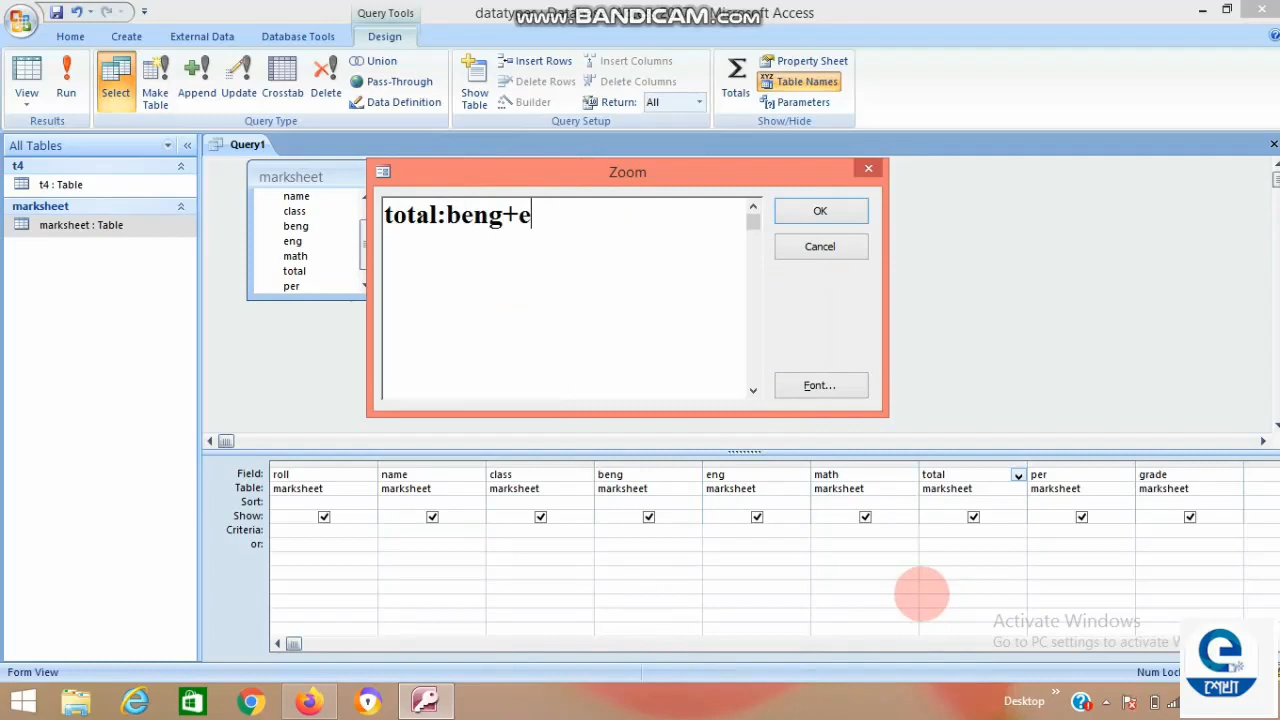 Query Tools
datatypes : Data
Microsoft Access
www.BANDICAM.com
Home
Create
External Data
Database Tools
Design
View
Run
Select
Make Table
Append
Update
Crosstab
Delete
Union
Pass-Through
Data Definition
Show Table
Insert Rows
Delete Rows
Builder
Insert Columns
Delete Columns
Return:
All
Totals
Property Sheet
Table Names
Parameters
Results
Query Type
Query Setup
Show/Hide
All Tables
t4
t4 : Table
marksheet
marksheet : Table
Query1
marksheet
name
class
beng
eng
math
total
per
Zoom
total:beng+e
OK
Cancel
Font...
Field: roll name class beng eng math total per grade
Table: marksheet marksheet marksheet marksheet marksheet marksheet marksheet marksheet marksheet
Sort:
Show:
Criteria:
or:
Activate Windows
Go to PC settings to activate W
Form View
Num Lock
Desktop
শেখা